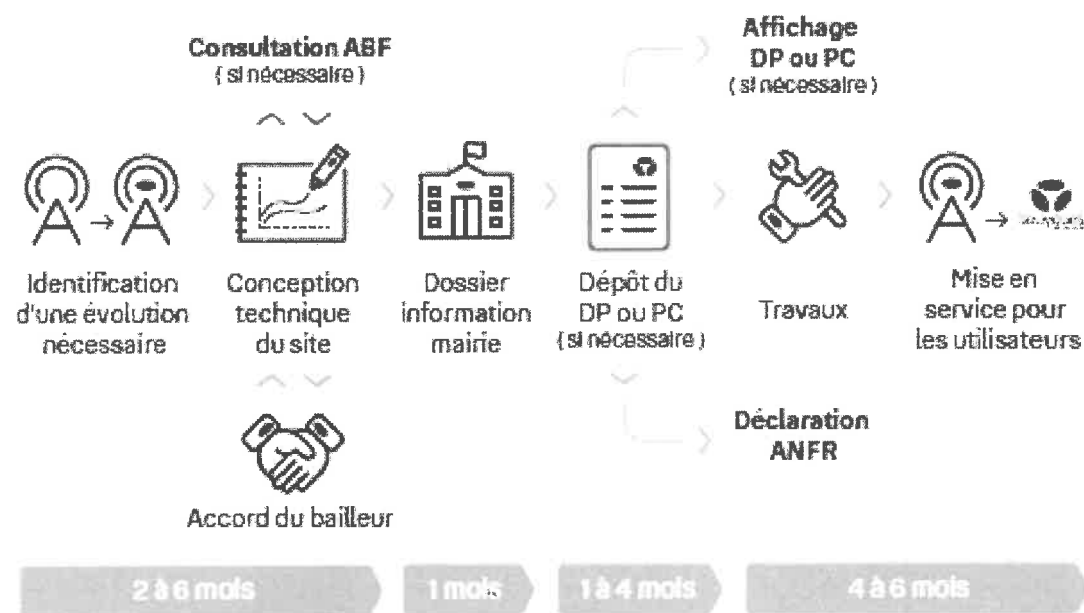 Consultation ABF
( si nécessaire )
Affichage
DP ou PC
( si nécessaire )
Identification
d'une évolution
nécessaire
Conception
technique
du site
Dossier
information
mairie
Dépôt du
DP ou PC
( si nécessaire )
Travaux
Mise en
service pour
les utilisateurs
Accord du bailleur
Déclaration
ANFR
2 à 6 mois
1 mois
1 à 4 mois
4 à 6 mois